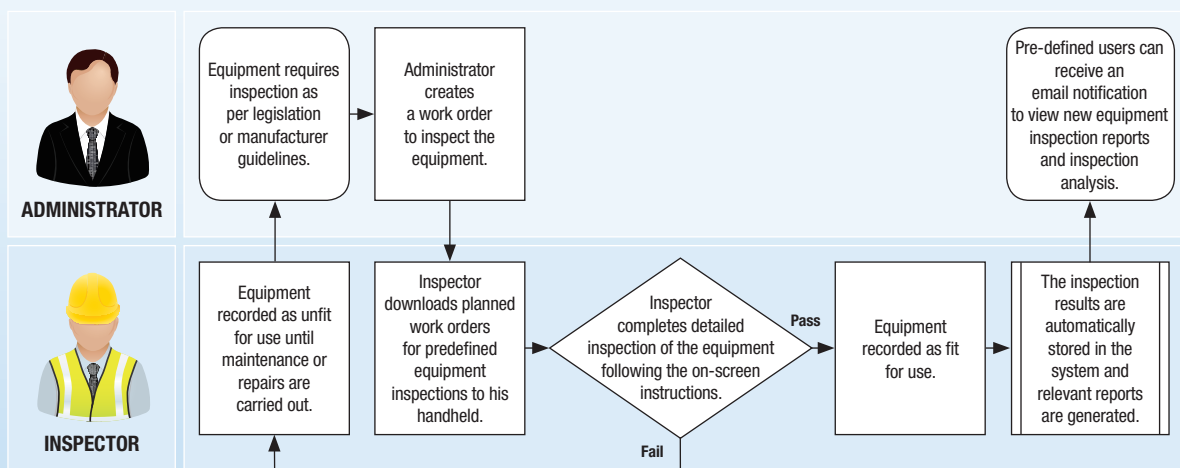 Equipment requires
inspection as
per legislation
or manufacturer
guidelines.
Administrator
creates
a work order
to inspect the
equipment.
Pre-defined users can
receive an
email notification
to view new equipment
inspection reports
and inspection
analysis.
ADMINISTRATOR
Equipment
recorded as unfit
for use until
maintenance or
repairs are
carried out.
Inspector
downloads planned
work orders
for predefined
equipment
inspections to his
handheld.
Inspector
completes detailed
inspection of the equipment
following the on-screen
instructions.
Pass
Equipment
recorded as fit
for use.
The inspection
results are
automatically
stored in the
system and
relevant reports
are generated.
INSPECTOR
Fail